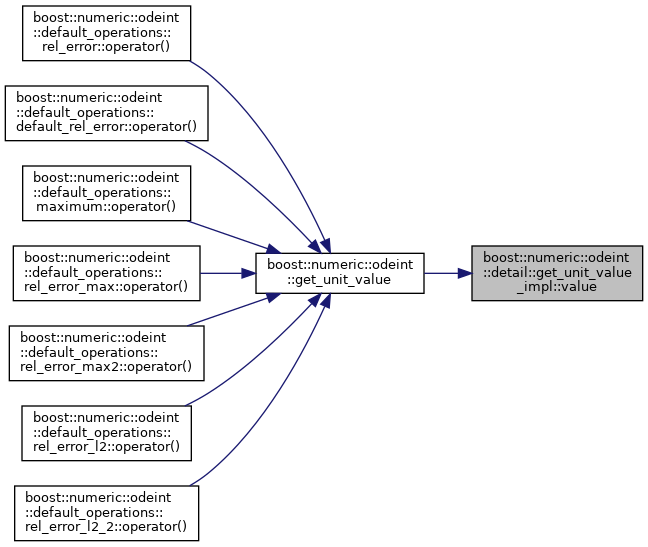 boost::numeric::odeint
::default_operations::
rel_error::operator()
boost::numeric::odeint
::default_operations::
default_rel_error::operator()
boost::numeric::odeint
::default_operations::
maximum::operator()
boost::numeric::odeint
::default_operations::
rel_error_max::operator()
boost::numeric::odeint
::default_operations::
rel_error_max2::operator()
boost::numeric::odeint
::default_operations::
rel_error_l2::operator()
boost::numeric::odeint
::default_operations::
rel_error_l2_2::operator()
boost::numeric::odeint
::get_unit_value
boost::numeric::odeint
::detail::get_unit_value
_impl::value